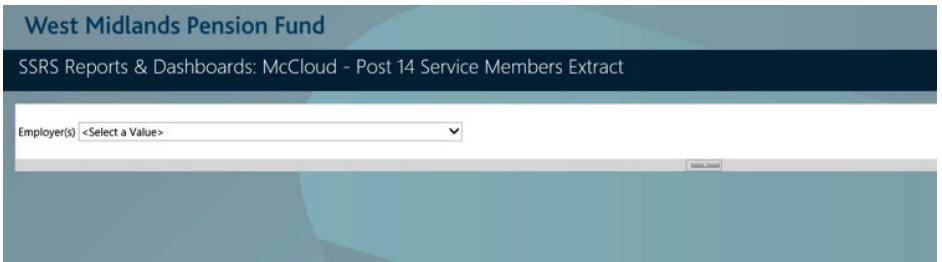 West Midlands Pension Fund
SSRS Reports & Dashboards: McCloud - Post 14 Service Members Extract
Employer(s) <Select a Value>